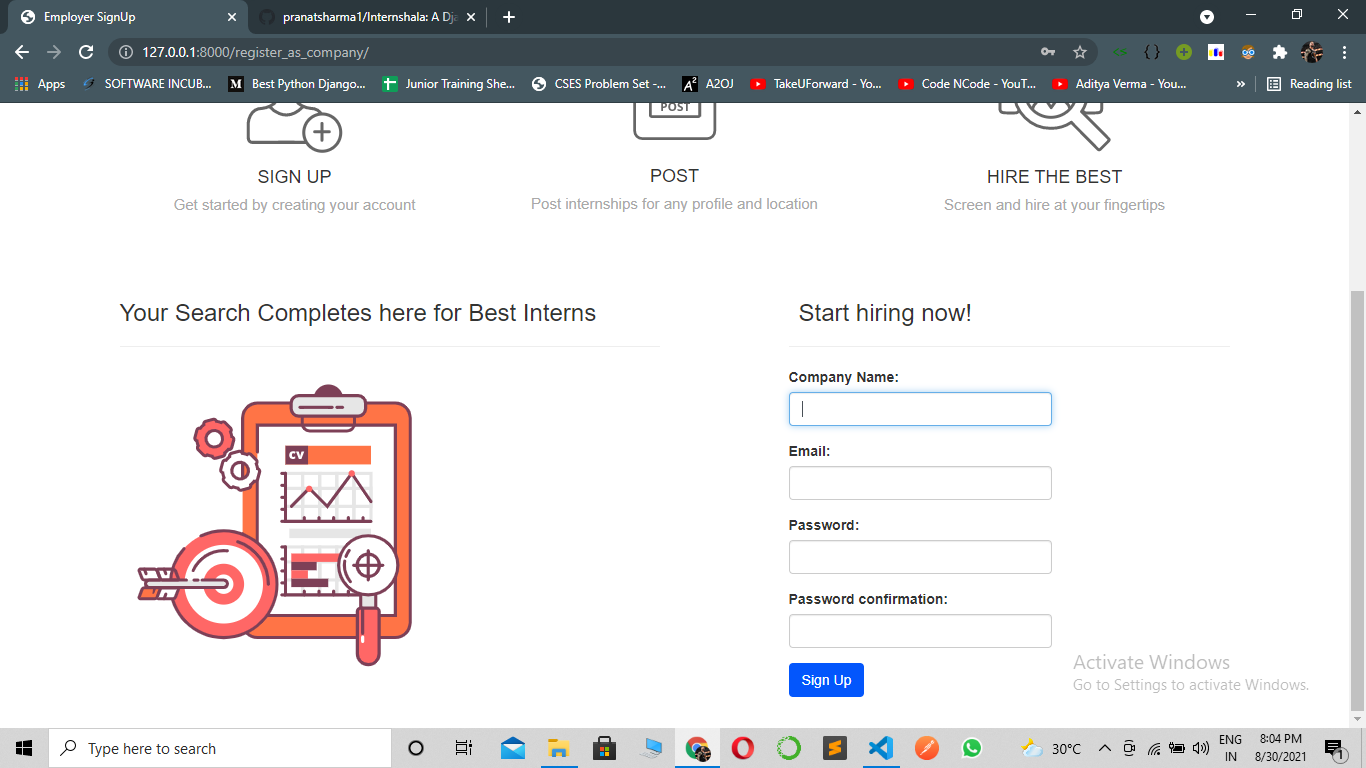 Employer SignUp
pranatsharma1/Internshala: A Dja
127.0.0.1:8000/register_as_company/
Apps
SOFTWARE INCUB...
M
Best Python Django...
Junior Training She...
CSES Problem Set -...
A2
A2OJ
TakeUForward - Yo...
Code NCode - YouT...
Aditya Verma - You...
»
Reading list
POST
SIGN UP
POST
HIRE THE BEST
Get started by creating your account
Post internships for any profile and location
Screen and hire at your fingertips
Your Search Completes here for Best Interns
Start hiring now!
CV
Company Name:
Email:
Password:
Password confirmation:
Sign Up
Activate Windows
Go to Settings to activate Windows.
Type here to search
30°C
ENG
IN
8:04 PM
8/30/2021
1